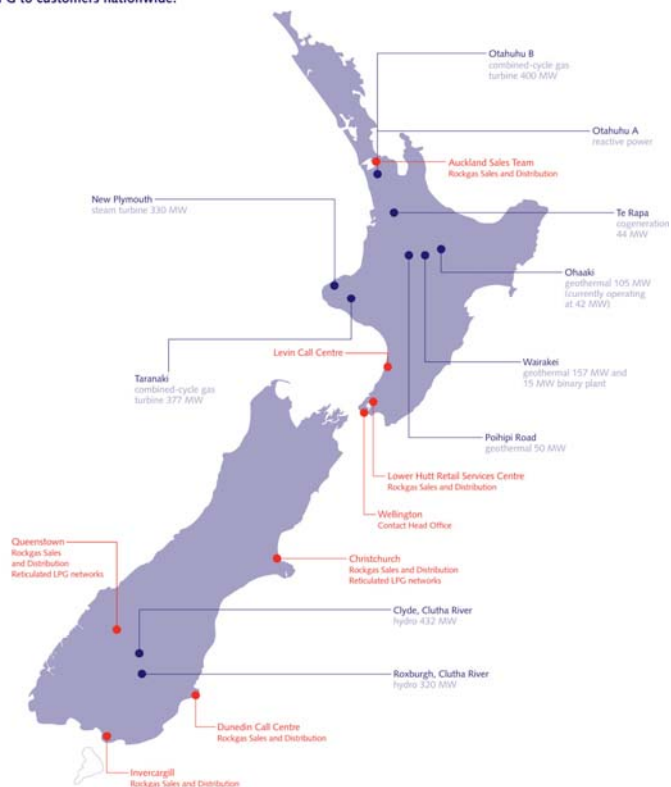 to customers nationwide.
Otahuhu B
combined-cycle gas
turbine 400 MW
Otahuhu A
reactive power
Auckland Sales Team
Rockgas Sales and Distribution
New Plymouth
steam turbine 330 MW
Te Rapa
cogeneration
44 MW
Ohaaki
geothermal 105 MW
(currently operating
at 42 MW)
Levin Call Centre
Wairakei
geothermal 157 MW and
15 MW binary plant
Taranaki
combined-cycle gas
turbine 377 MW
Poihipi Road
geothermal 50 MW
Lower Hutt Retail Services Centre
Rockgas Sales and Distribution
Wellington
Contact Head Office
Queenstown
Rockgas Sales
and Distribution
Reticulated LPG networks
Christchurch
Rockgas Sales and Distribution
Reticulated LPG networks
Clyde, Clutha River
hydro 432 MW
Roxburgh, Clutha River
hydro 320 MW
Dunedin Call Centre
Rockgas Sales and Distribution
Invercargill
Rockgas Sales and Distribution